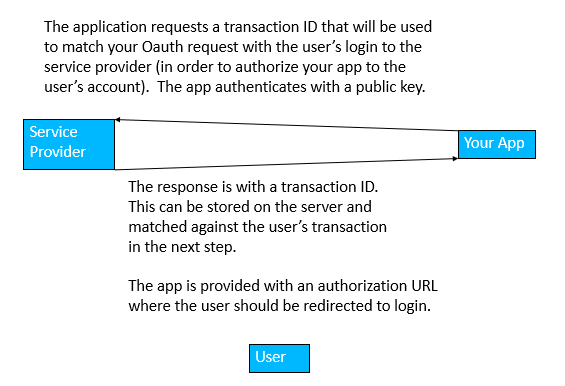 The application requests a transaction ID that will be used
to match your Oauth request with the user's login to the
service provider (in order to authorize your app to the
user's account).  The app authenticates with a public key.
Service
Provider
Your App
The response is with a transaction ID.
This can be stored on the server and
matched against the user's transaction
in the next step.
The app is provided with an authorization URL
where the user should be redirected to login.
User